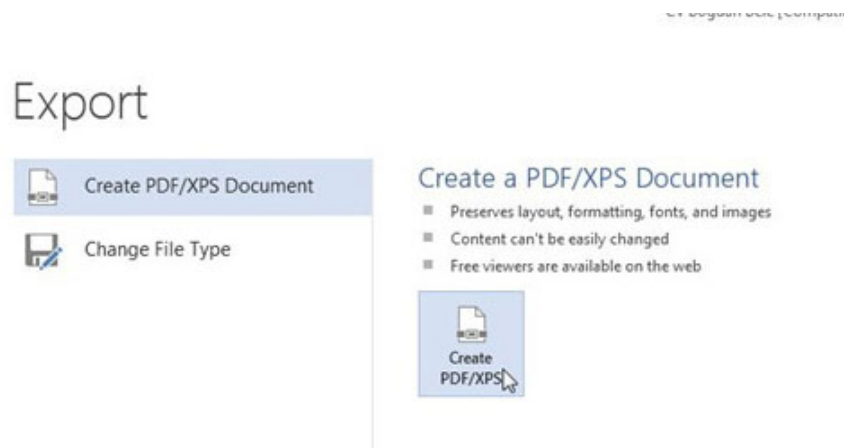 Export
Create PDF/XPS Document
Change File Type
Create a PDF/XPS Document
Preserves layout, formatting, fonts, and images
Content can't be easily changed
Free viewers are available on the web
Create
PDF/XPS